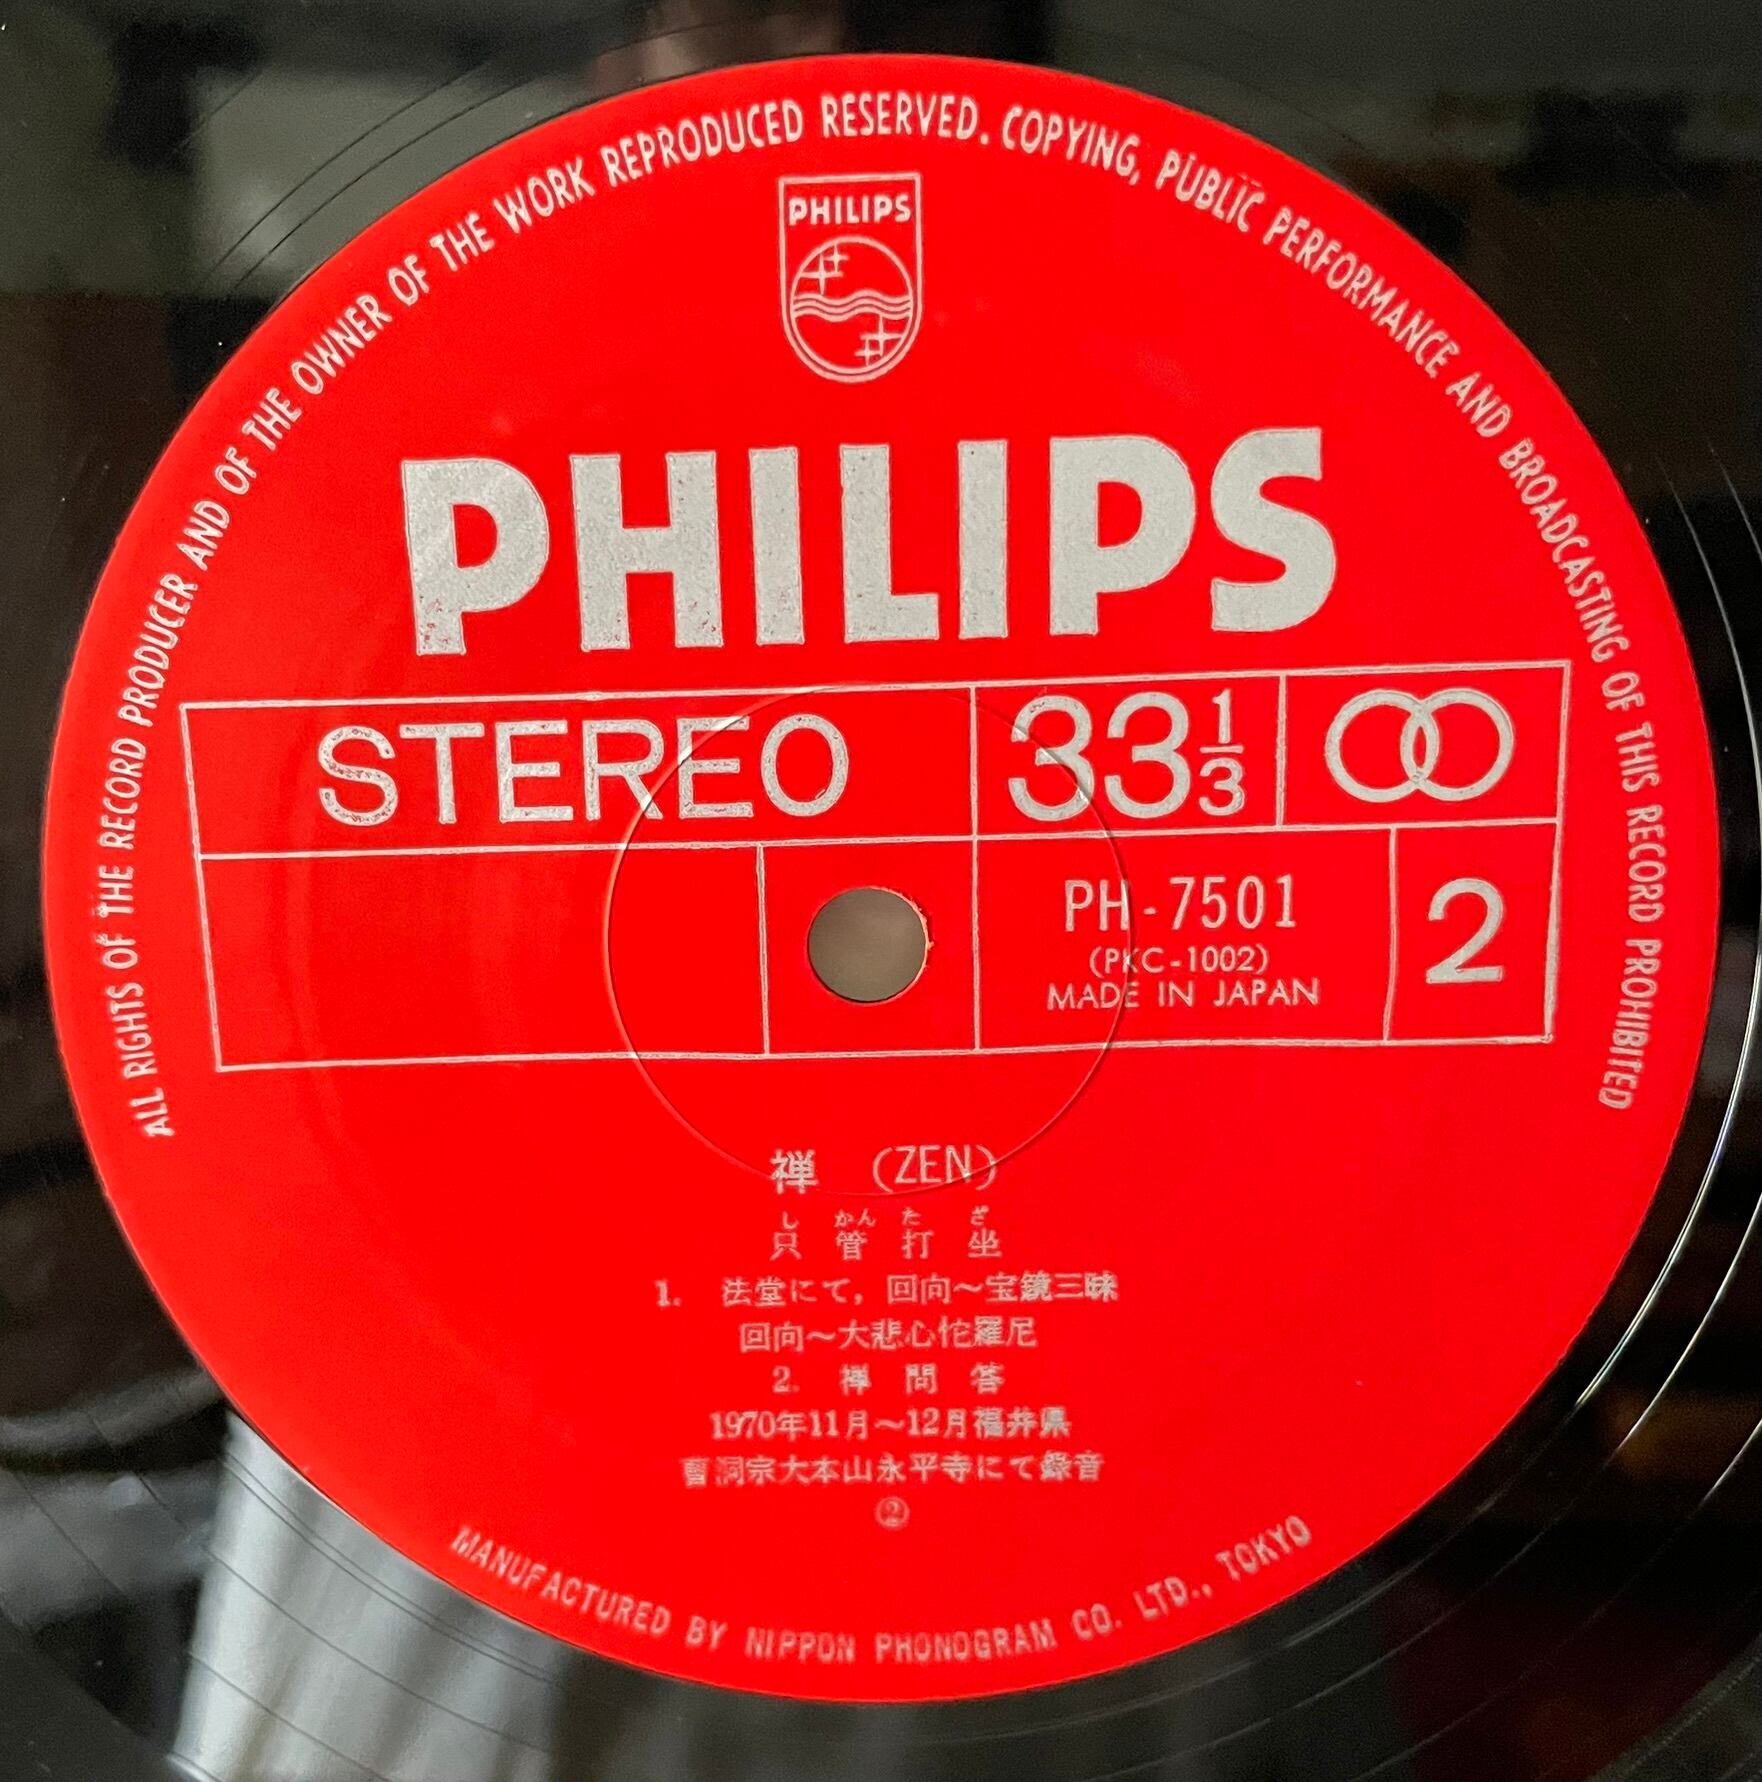 ALL RIGHTS OF THE RECORD PRODUCER AND OF THE OWNER OF THE WORK REPRODUCED RESERVED. COPYING, PUBLIC PERFORMANCE AND BROADCASTING OF THIS RECORD PROHIBITED
PHILIPS
PHILIPS
STEREO
33 1/3
PH-7501
(PKC-1002)
MADE IN JAPAN
2
禅 (ZEN)
し かん た ざ
只管打坐
1. 法堂にて，回向〜宝鏡三昧
回向〜大悲心陀羅尼
2. 禅問答
1970年11月〜12月福井県
曹洞宗大本山永平寺にて録音
②
MANUFACTURED BY NIPPON PHONOGRAM CO. LTD., TOKYO